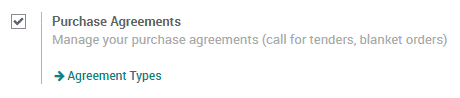 Purchase Agreements
Manage your purchase agreements (call for tenders, blanket orders)
Agreement Types